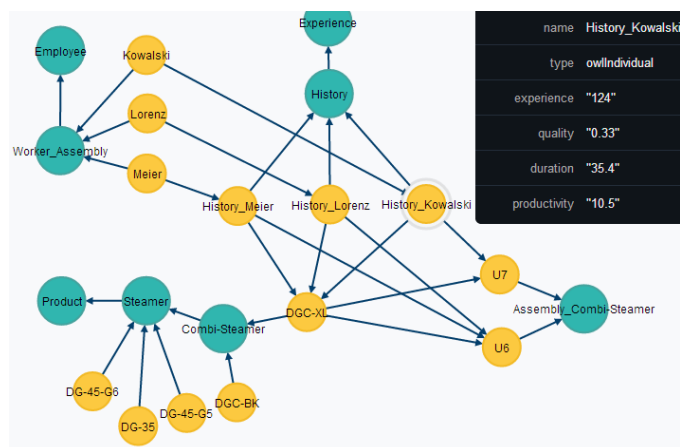 Experience
name History_Kowalski
Employee
Kowalski
type owlIndividual
History
experience "124"
Lorenz
quality "0.33"
Worker_Assembly
duration "35.4"
Meier
productivity "10.5"
History_Meier
History_Lorenz
History_Kowalski
U7
Product
Steamer
DGC-XL
Assembly_Combi-Steamer
Combi-Steamer
U6
DG-45-G6
DGC-BK
DG-45-G5
DG-35